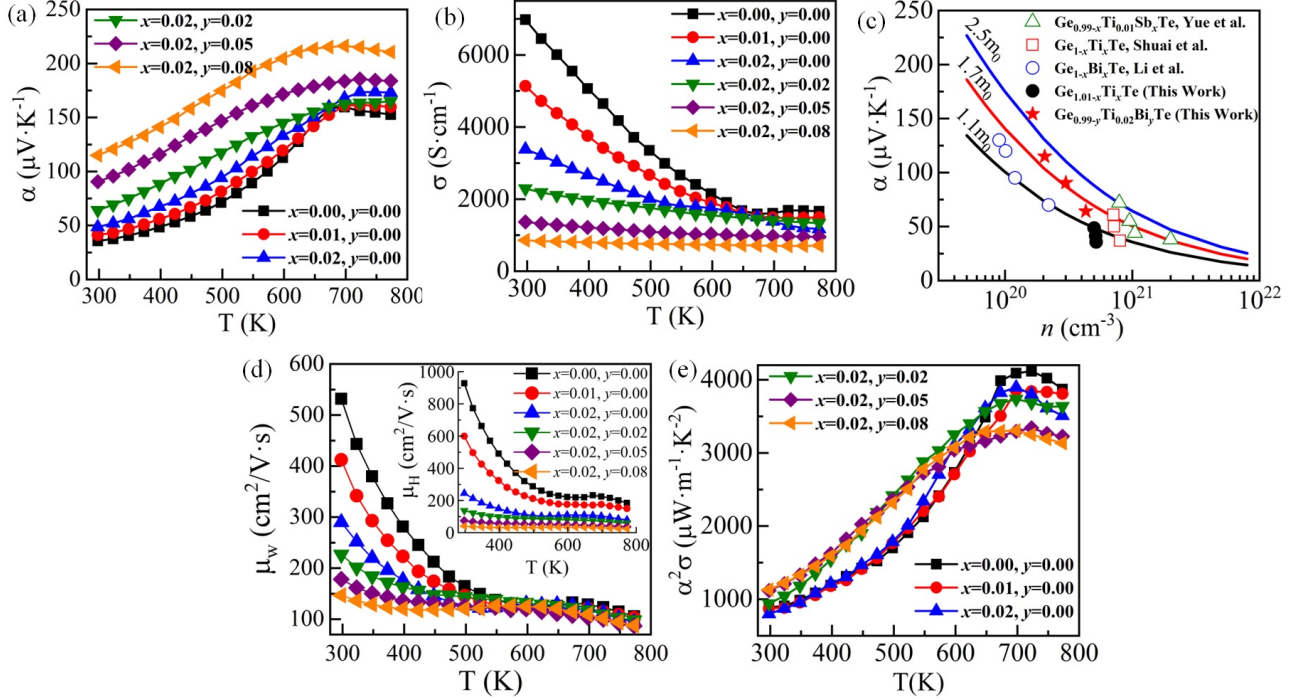 (a)
x=0.02, y=0.02
x=0.02, y=0.05
x=0.02, y=0.08
x=0.00, y=0.00
x=0.01, y=0.00
x=0.02, y=0.00
α (μV·K⁻¹)
250
200
150
100
50
0
300 400 500 600 700 800
T (K)
(b)
x=0.00, y=0.00
x=0.01, y=0.00
x=0.02, y=0.00
x=0.02, y=0.02
x=0.02, y=0.05
x=0.02, y=0.08
σ (S·cm⁻¹)
6000
4000
2000
0
300 400 500 600 700 800
T (K)
(c)
Ge₀.₉₉₋ₓTi₀.₀₁SbₓTe, Yue et al.
Ge₁₋ₓTiₓTe, Shuai et al.
Ge₁₋ₓBiₓTe, Li et al.
Ge₁.₀₁₋ₓTiₓTe (This Work)
Ge₀.₉₉₋yTi₀.₀₂BiyTe (This Work)
2.5m₀
1.7m₀
1.1m₀
α (μV·K⁻¹)
250
200
150
100
50
0
10²⁰ 10²¹ 10²²
n (cm⁻³)
(d)
μw (cm²/V·s)
600
500
400
300
200
100
300 400 500 600 700 800
T (K)
x=0.00, y=0.00
x=0.01, y=0.00
x=0.02, y=0.00
x=0.02, y=0.02
x=0.02, y=0.05
x=0.02, y=0.08
μH (cm²/V·s)
1000
800
600
400
200
0
300 400 500 600 700 800
T (K)
(e)
x=0.02, y=0.02
x=0.02, y=0.05
x=0.02, y=0.08
x=0.00, y=0.00
x=0.01, y=0.00
x=0.02, y=0.00
α²σ (μW·m⁻¹·K⁻²)
4000
3000
2000
1000
300 400 500 600 700 800
T(K)